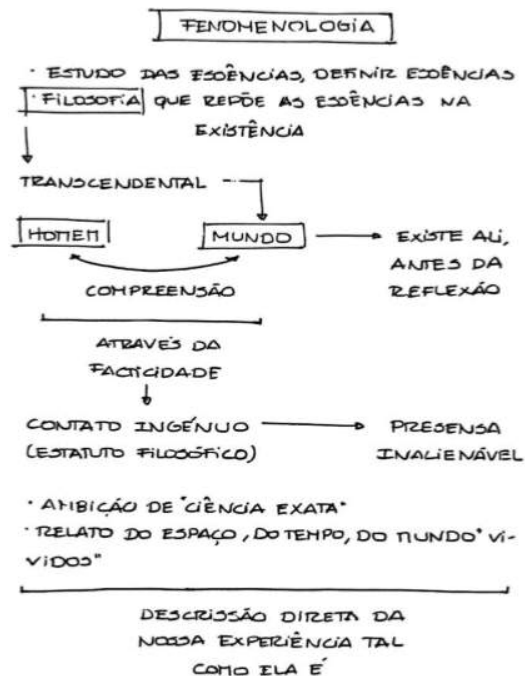 FENOMENOLOGIA
· ESTUDO DAS ESSÊNCIAS, DEFINIR ESSÊNCIAS
· FILOSOFIA QUE REPÕE AS ESSÊNCIAS NA
EXISTÊNCIA
TRANSCENDENTAL
HOMEM
MUNDO
EXISTE ALI,
ANTES DA
REFLEXÃO
COMPREENSÃO
ATRAVÉS DA
FACTICIDADE
CONTATO INGÊNUO
(ESTATUTO FILOSÓFICO)
PRESENSA
INALIENÁVEL
· AMBIÇÃO DE "CIÊNCIA EXATA"
· RELATO DO ESPAÇO, DO TEMPO, DO MUNDO "VI-
VIDOS"
DESCRISSÃO DIRETA DA
NOSSA EXPERIÊNCIA TAL
COMO ELA É